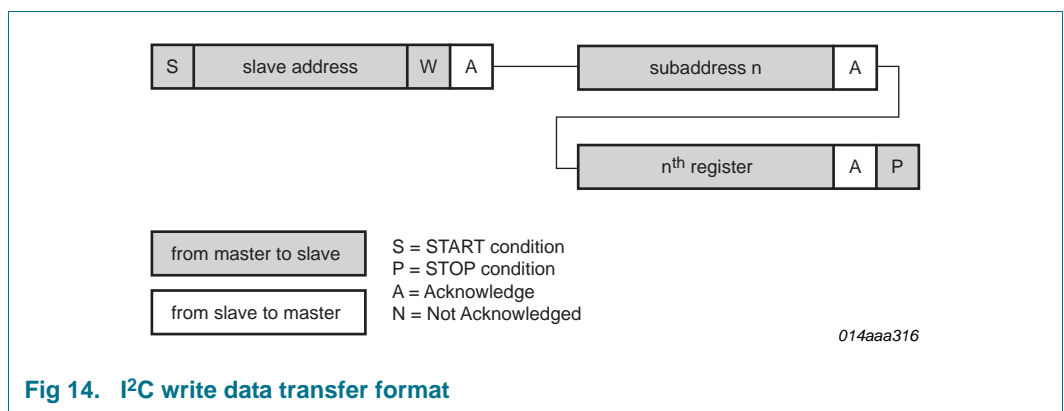 S slave address W A subaddress n A
nth register A P
from master to slave
from slave to master
S = START condition
P = STOP condition
A = Acknowledge
N = Not Acknowledged
014aaa316
Fig 14. I2C write data transfer format